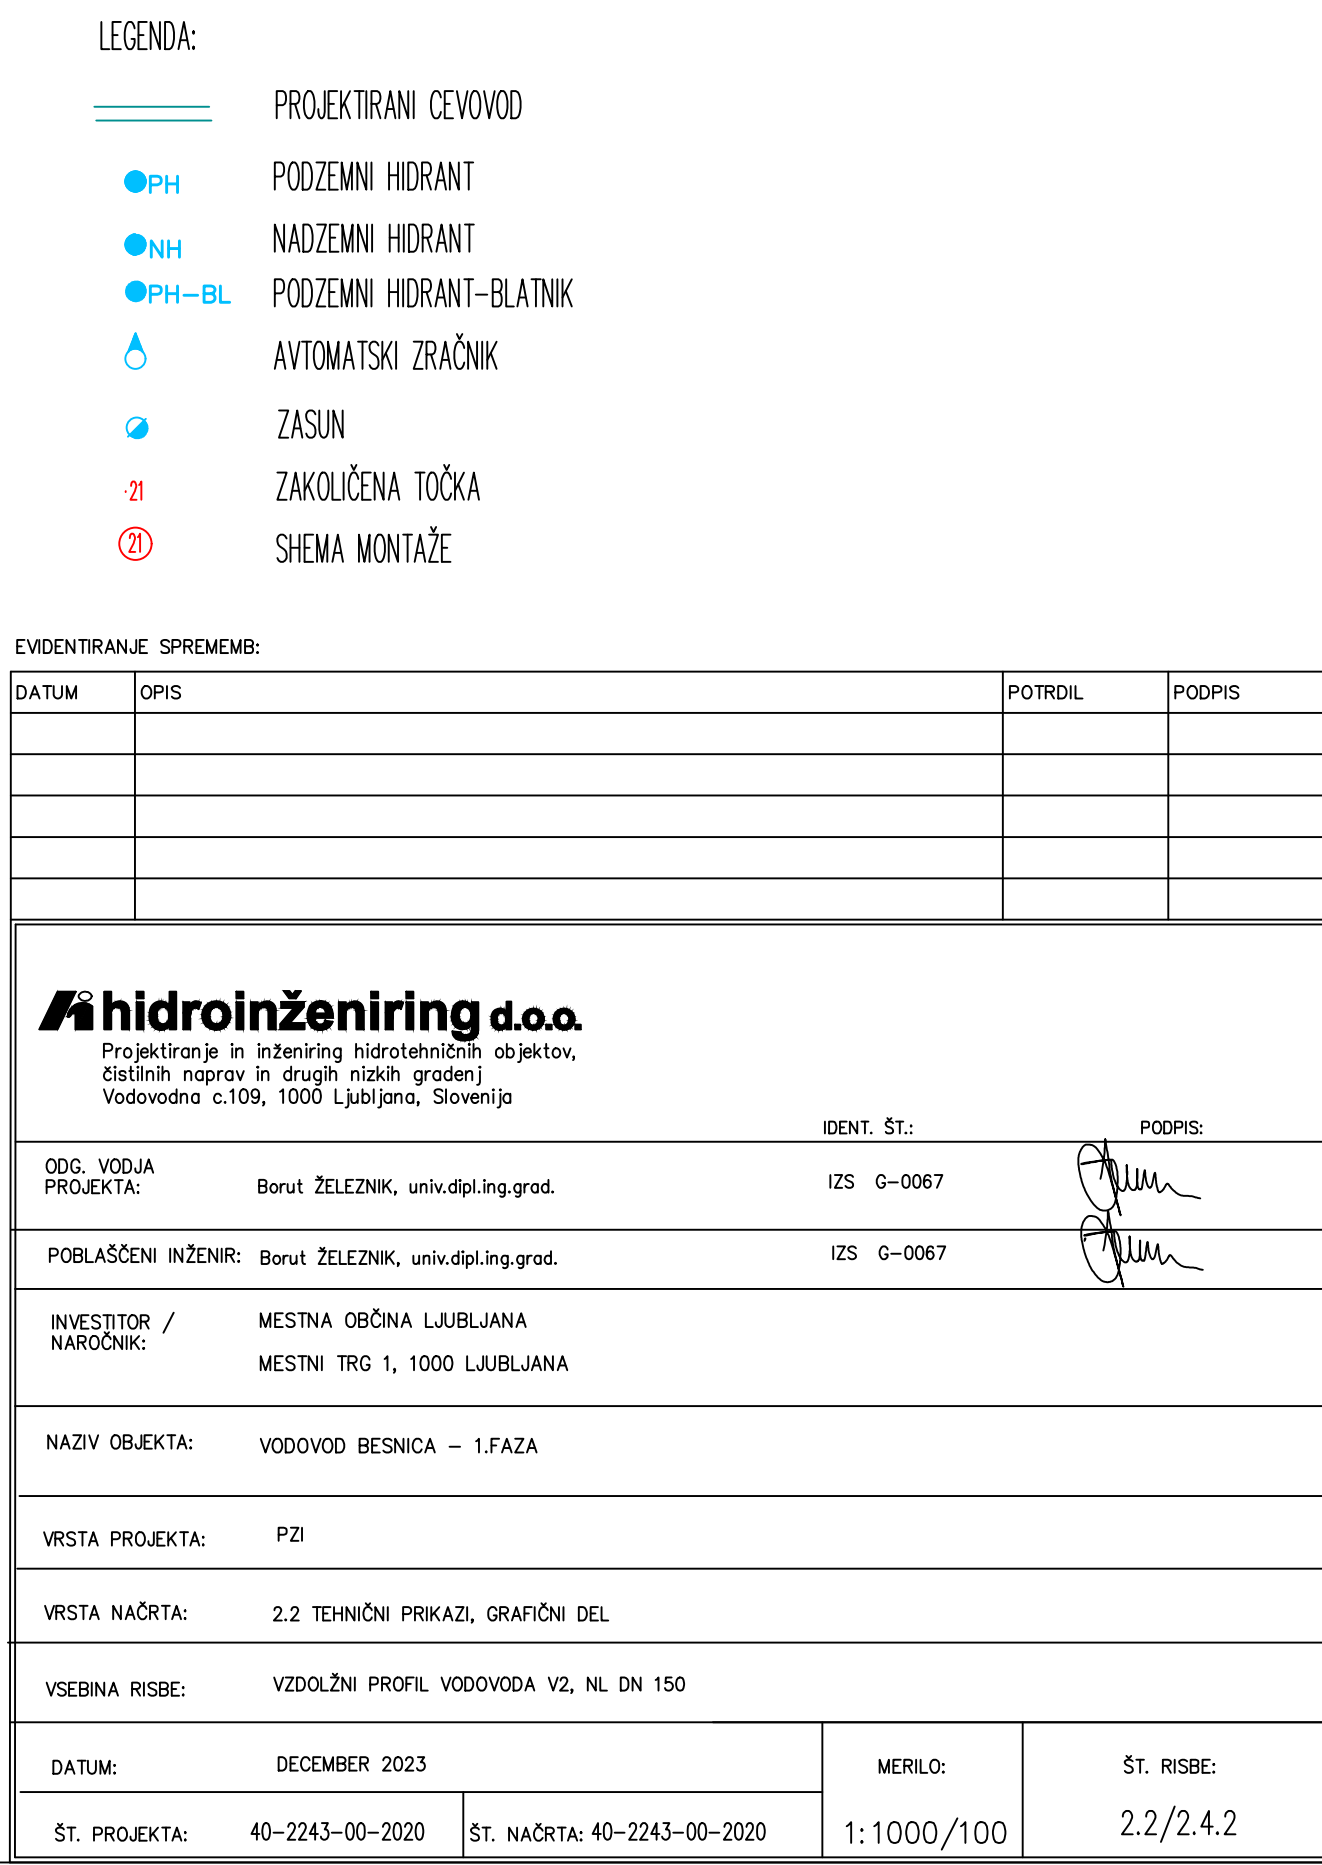 LEGENDA:
PROJEKTIRANI CEVOVOD
PH PODZEMNI HIDRANT
NH NADZEMNI HIDRANT
PH-BL PODZEMNI HIDRANT-BLATNIK
AVTOMATSKI ZRAČNIK
ZASUN
·21 ZAKOLIČENA TOČKA
21 SHEMA MONTAŽE
EVIDENTIRANJE SPREMEMB:
DATUM OPIS POTRDIL PODPIS
hidroinženiring d.o.o.
Projektiranje in inženiring hidrotehničnih objektov,
čistilnih naprav in drugih nizkih gradenj
Vodovodna c.109, 1000 Ljubljana, Slovenija
IDENT. ŠT.: PODPIS:
ODG. VODJA
PROJEKTA: Borut ŽELEZNIK, univ.dipl.ing.grad. IZS G-0067
POBLAŠČENI INŽENIR: Borut ŽELEZNIK, univ.dipl.ing.grad. IZS G-0067
INVESTITOR / MESTNA OBČINA LJUBLJANA
NAROČNIK:
MESTNI TRG 1, 1000 LJUBLJANA
NAZIV OBJEKTA: VODOVOD BESNICA - 1.FAZA
VRSTA PROJEKTA: PZI
VRSTA NAČRTA: 2.2 TEHNIČNI PRIKAZI, GRAFIČNI DEL
VSEBINA RISBE: VZDOLŽNI PROFIL VODOVODA V2, NL DN 150
DATUM: DECEMBER 2023 MERILO: ŠT. RISBE:
ŠT. PROJEKTA: 40-2243-00-2020 ŠT. NAČRTA: 40-2243-00-2020 1:1000/100 2.2/2.4.2